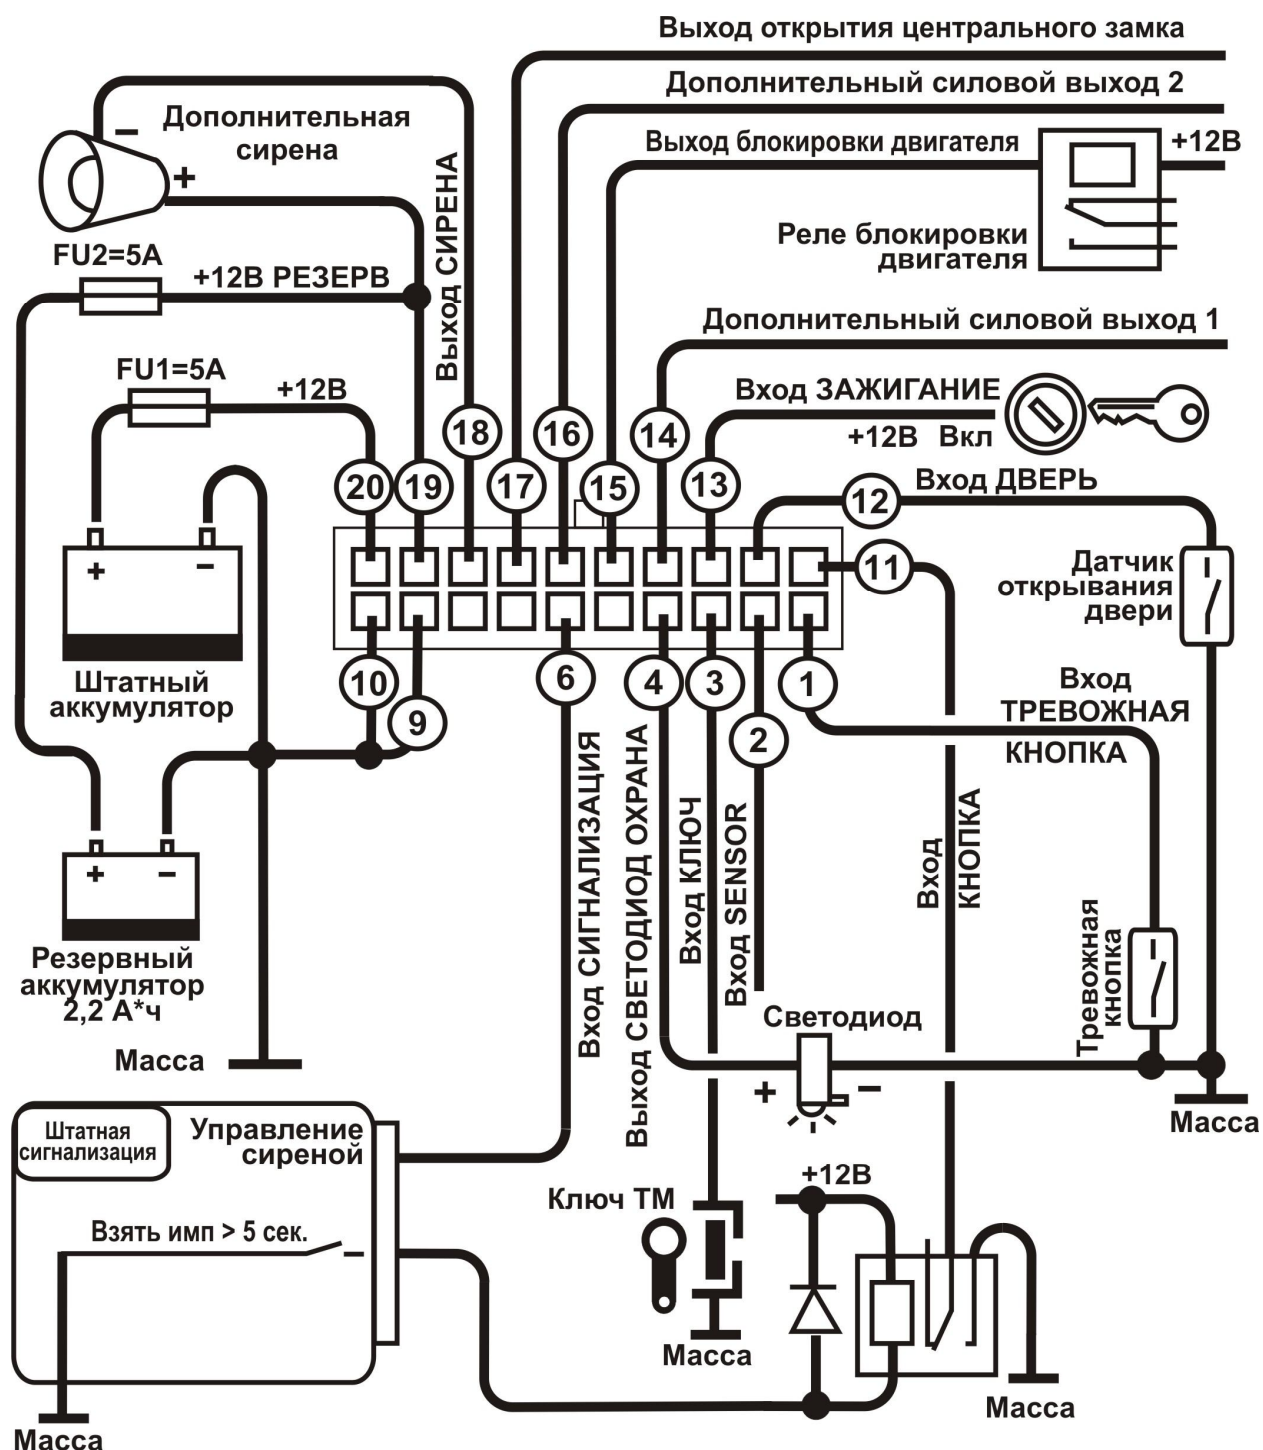 Выход открытия центрального замка
Дополнительный силовой выход 2
Дополнительная
сирена
Выход блокировки двигателя
+12В
–
+
Реле блокировки
двигателя
Выход СИРЕНА
FU2=5А
+12В РЕЗЕРВ
Дополнительный силовой выход 1
FU1=5А
+12В
Вход ЗАЖИГАНИЕ
+12В Вкл
18
16
14
20
19
17
15
13
12
Вход ДВЕРЬ
11
Датчик
открывания
двери
+
–
Штатный
аккумулятор
10
9
6
4
3
2
1
Вход
ТРЕВОЖНАЯ
КНОПКА
Вход СИГНАЛИЗАЦИЯ
Выход СВЕТОДИОД ОХРАНА
Вход КЛЮЧ
Вход SENSOR
Вход
КНОПКА
Тревожная
кнопка
+
–
Резервный
аккумулятор
2,2 А*ч
Светодиод
+
–
Масса
Масса
Штатная
сигнализация
Управление
сиреной
Взять имп > 5 сек.
Ключ ТМ
+12В
Масса
Масса
Масса